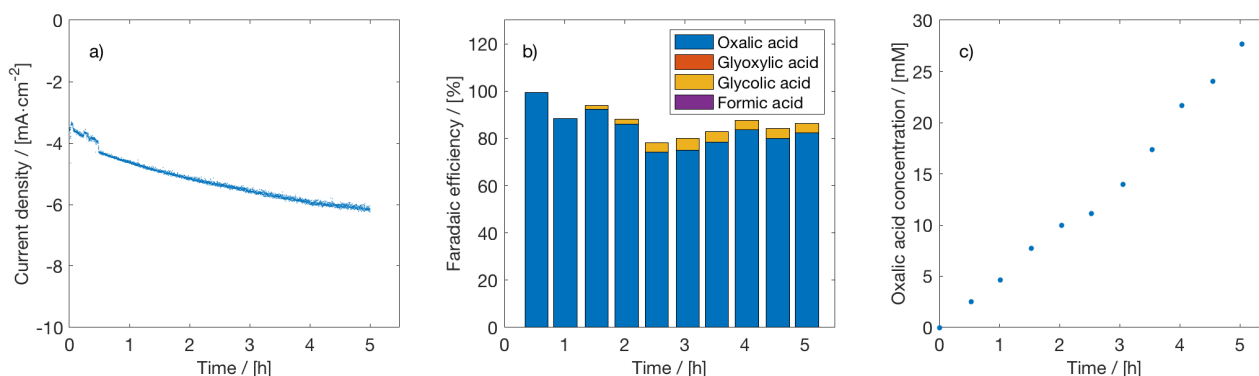 a)
0
-2
-4
-6
-8
-10
Current density / [mA·cm⁻²]
0 1 2 3 4 5
Time / [h]
b)
120
100
80
60
40
20
0
Faradaic efficiency / [%]
Oxalic acid
Glyoxylic acid
Glycolic acid
Formic acid
0 1 2 3 4 5
Time / [h]
c)
30
25
20
15
10
5
0
Oxalic acid concentration / [mM]
0 1 2 3 4 5
Time / [h]